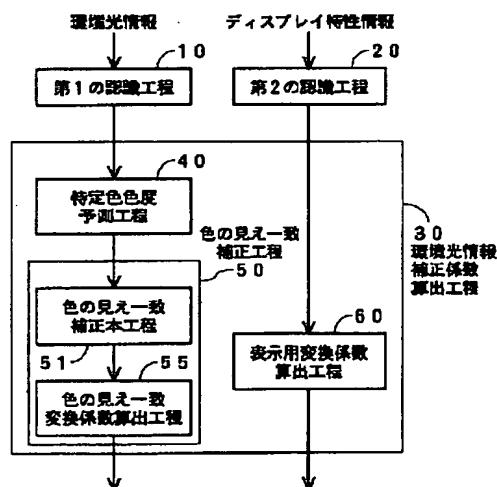 環境光情報
ディスプレイ特性情報
10
20
第1の認識工程
第2の認識工程
40
特定色色度
予測工程
色の見え一致
補正工程
50
30
環境光情報
補正係数
算出工程
色の見え一致
補正本工程
51
55
色の見え一致
変換係数算出工程
60
表示用変換係数
算出工程